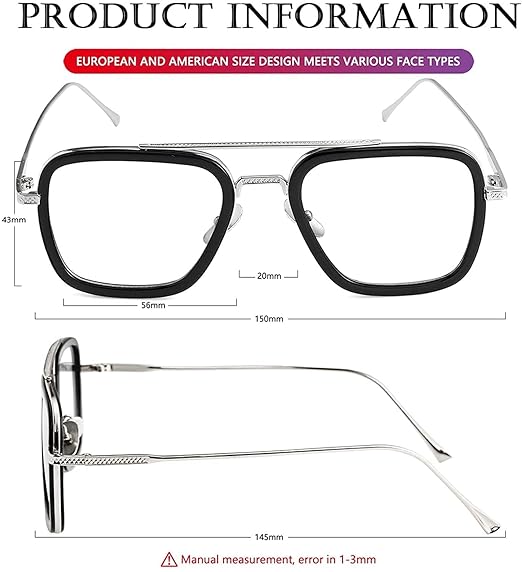 PRODUCT INFORMATION
EUROPEAN AND AMERICAN SIZE DESIGN MEETS VARIOUS FACE TYPES
43mm
20mm
56mm
150mm
145mm
Manual measurement, error in 1-3mm